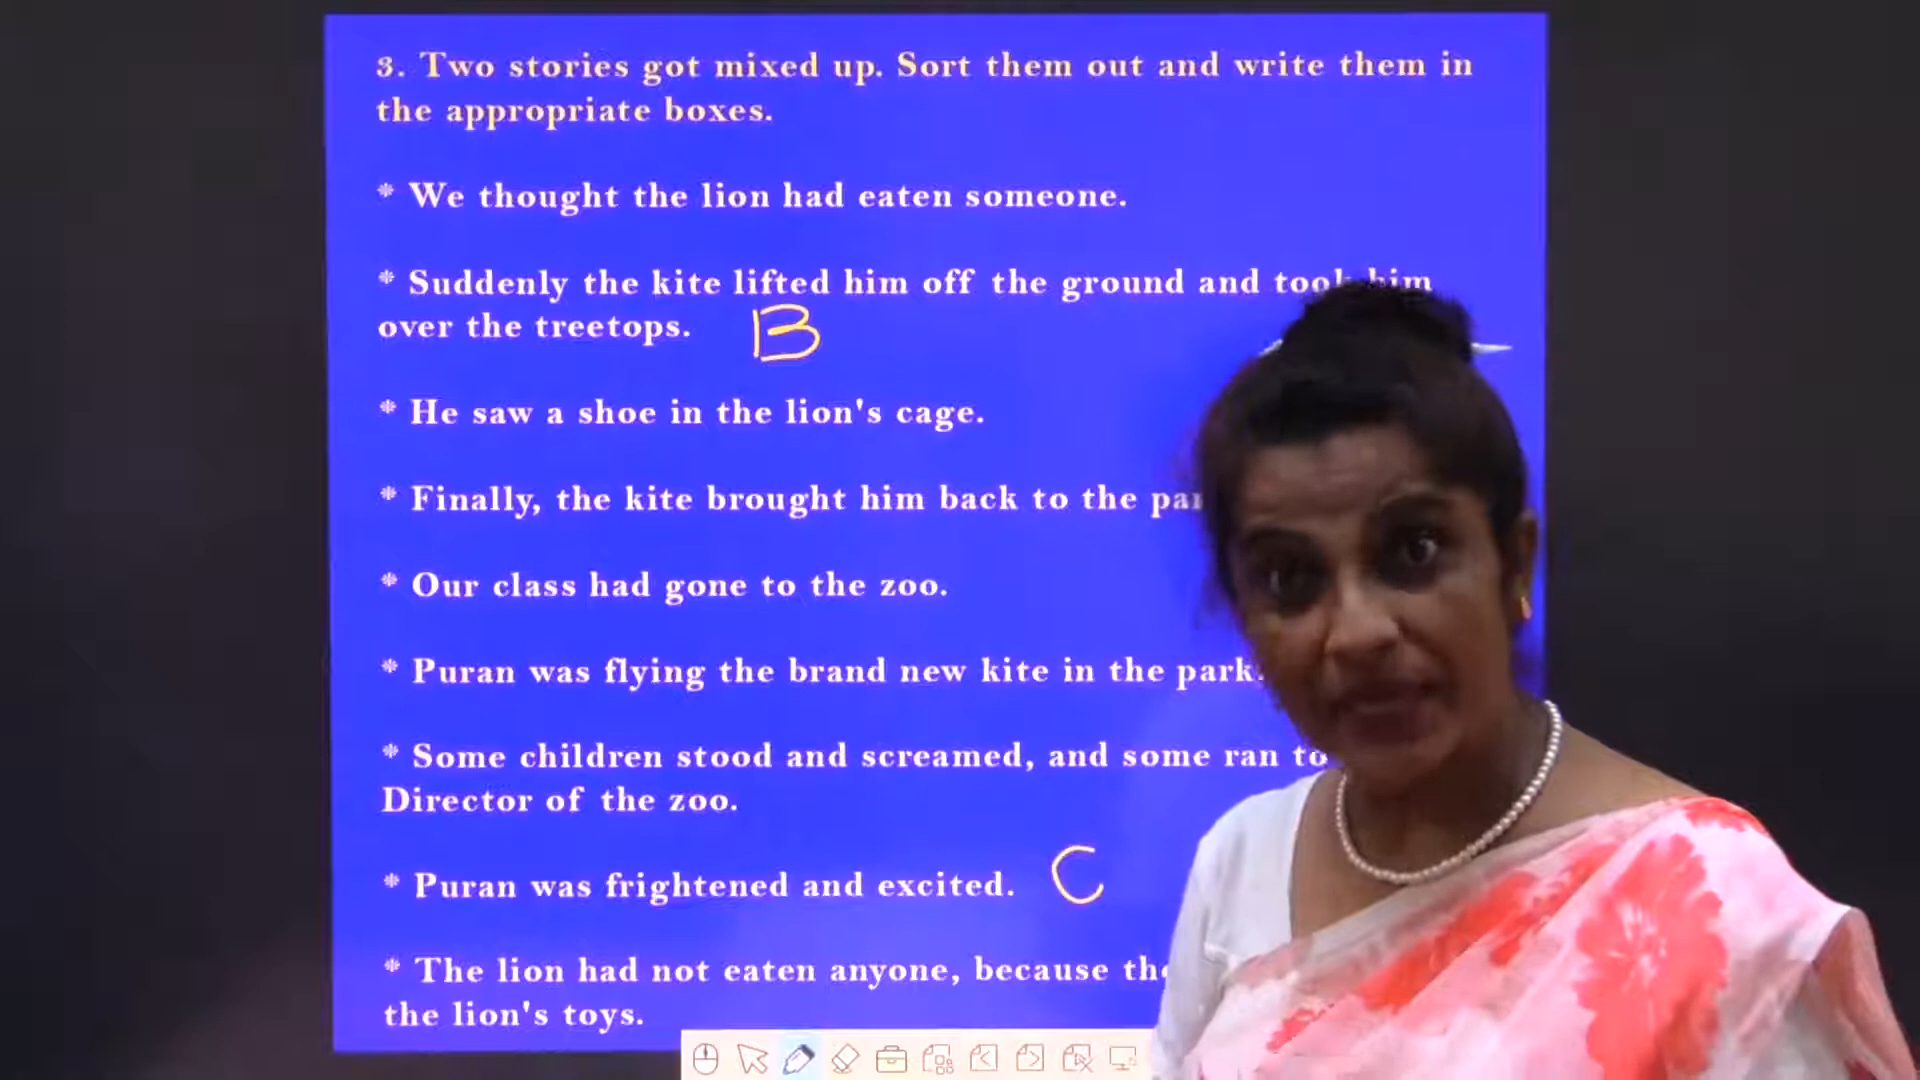 3. Two stories got mixed up. Sort them out and write them in
the appropriate boxes.
* We thought the lion had eaten someone.
* Suddenly the kite lifted him off the ground and took him
over the treetops. B
* He saw a shoe in the lion's cage.
* Finally, the kite brought him back to the
* Our class had gone to the zoo.
* Puran was flying the brand new kite in the park.
* Some children stood and screamed, and some ran to
Director of the zoo.
* Puran was frightened and excited. C
* The lion had not eaten anyone, because
the lion's toys.